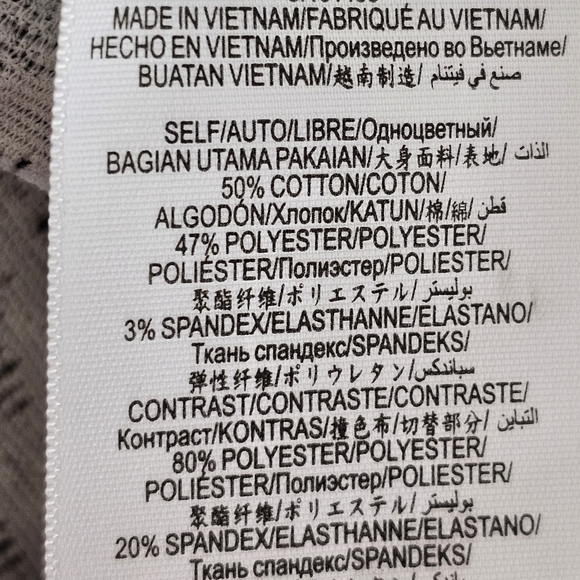 MADE IN VIETNAM/FABRIQUÉ AU VIETNAM/
HECHO EN VIETNAM/Произведено во Вьетнаме/
BUATAN VIETNAM/越南制造/ صنع في فيتنام
SELF/AUTO/LIBRE/Одноцветный/
BAGIAN UTAMA PAKAIAN/大身面料/表地/ الذات
50% COTTON/COTON/
ALGODÓN/Хлопок/KATUN/棉/綿/ قطن
47% POLYESTER/POLYESTER/
POLIÉSTER/Полиэстер/POLIESTER/
聚酯纤维/ポリエステル/ بوليستر
3% SPANDEX/ELASTHANNE/ELASTANO/
Ткань спандекс/SPANDEKS/
弹性纤维/ポリウレタン/ سباندكس
CONTRAST/CONTRASTE/CONTRASTE/
Контраст/KONTRAS/撞色布/切替部分/ التباين
80% POLYESTER/POLYESTER/
POLIÉSTER/Полиэстер/POLIESTER/
聚酯纤维/ポリエステル/ بوليستر
20% SPANDEX/ELASTHANNE/ELASTANO/
Ткань спандекс/SPANDEKS/